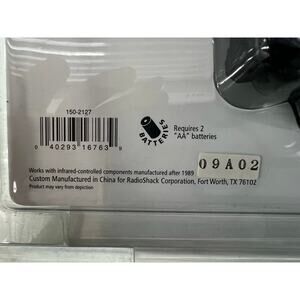 150-2127
0 40293 16763 9
BATTERIES
Requires 2
"AA" batteries
09A02
Works with infrared-controlled components manufactured after 1989
Custom Manufactured in China for RadioShack Corporation, Fort Worth, TX 76102
Product may vary from depiction